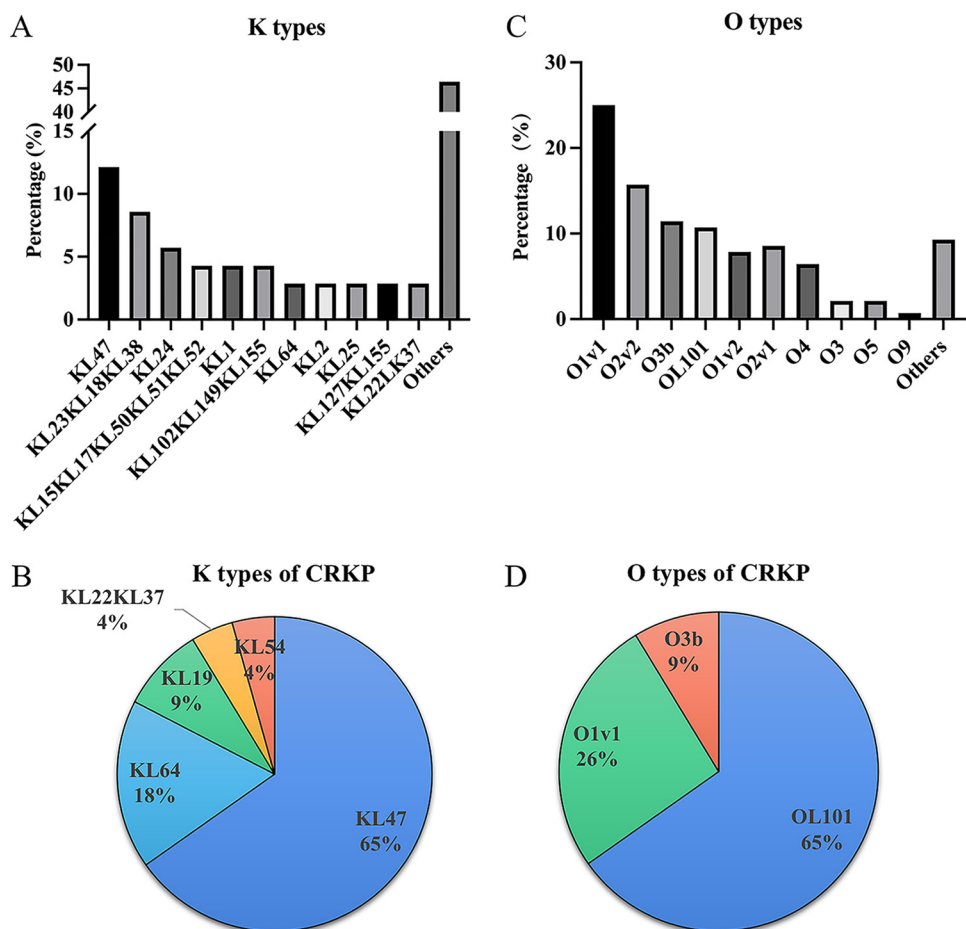 A
K types
Percentage (%)
50
45
40
15
10
5
0
KL47
KL23KL18KL38
KL24
KL15KL17KL50KL51KL52
KL1
KL102KL149KL155
KL64
KL2
KL25
KL127KL155
KL22LK37
Others
C
O types
Percentage (%)
30
20
10
0
O1v1
O2v2
O3b
OL101
O1v2
O2v1
O4
O3
O5
O9
Others
B
K types of CRKP
KL22KL37
4%
KL54
4%
KL19
9%
KL64
18%
KL47
65%
D
O types of CRKP
O3b
9%
O1v1
26%
OL101
65%